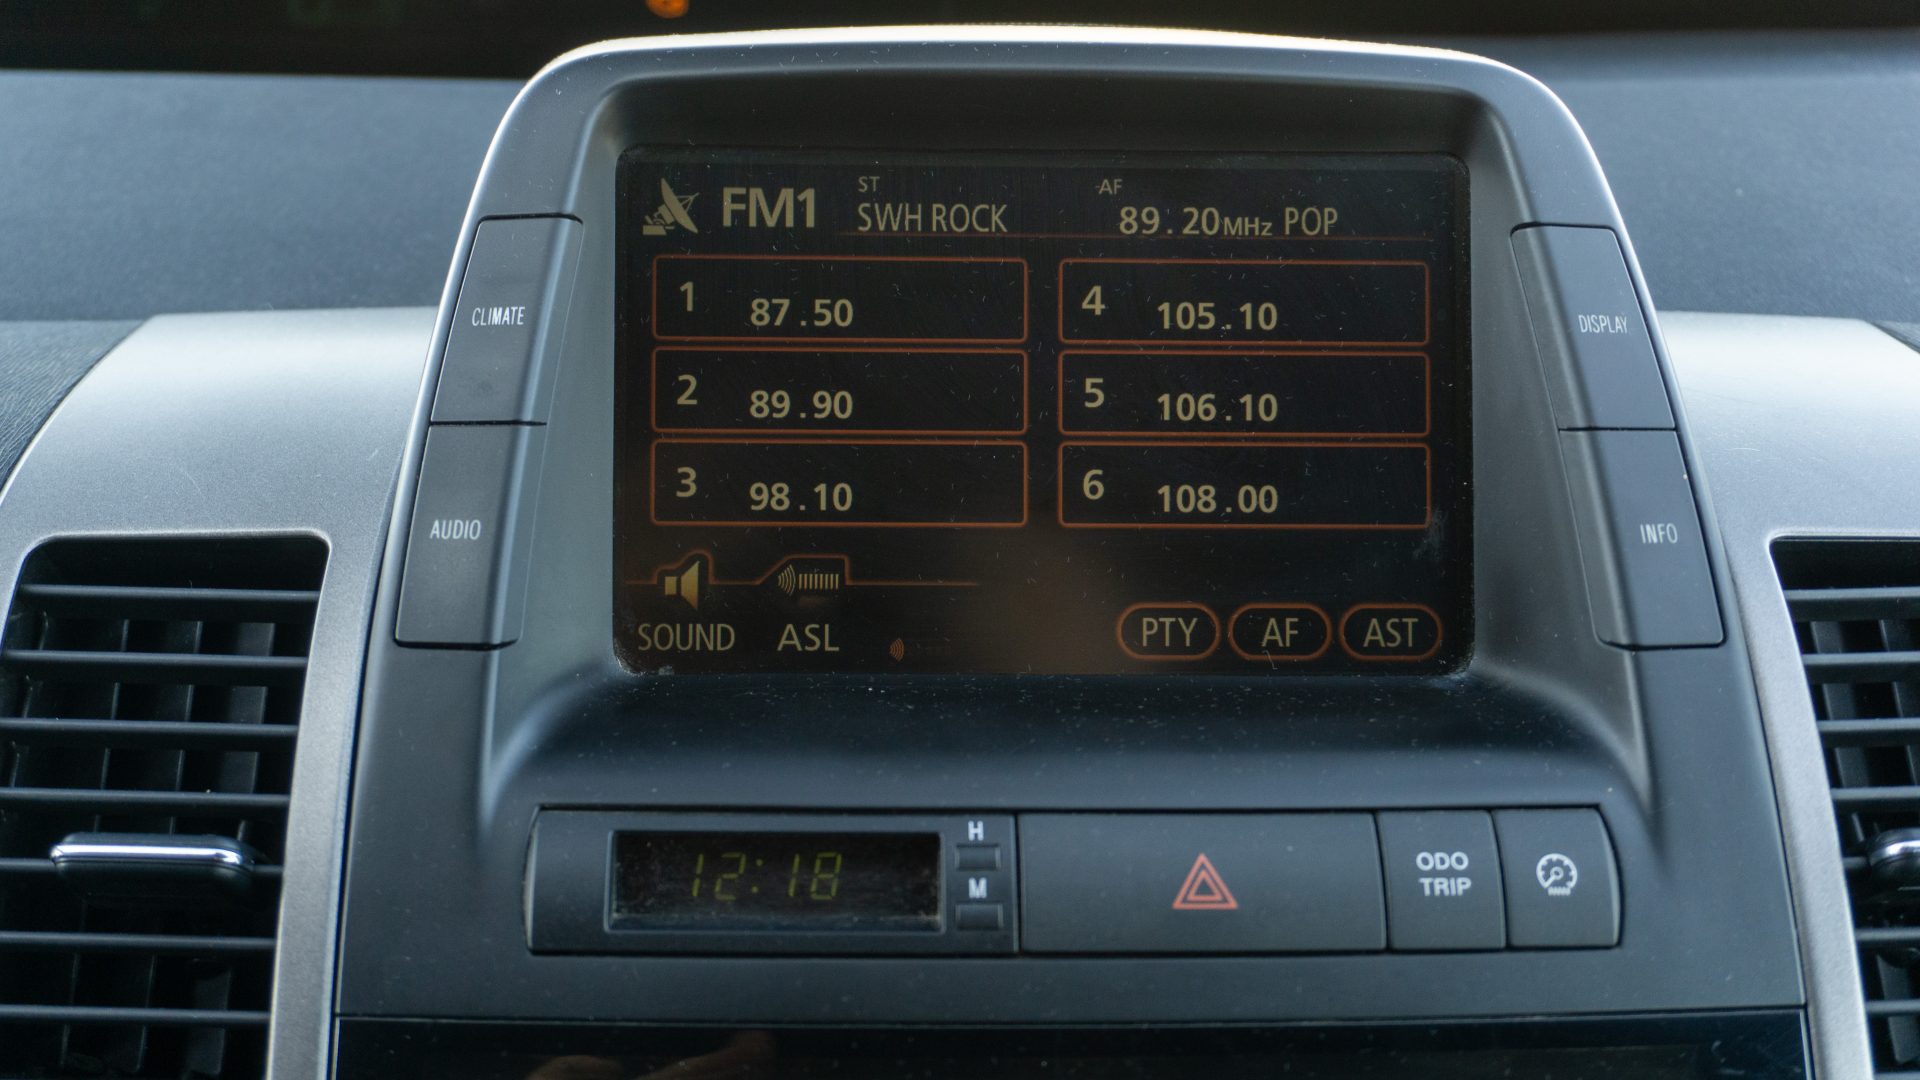 FM1 ST AF
SWH ROCK 89.20MHz POP
CLIMATE
AUDIO
1 87.50
2 89.90
3 98.10
4 105.10
5 106.10
6 108.00
DISPLAY
INFO
SOUND ASL PTY AF AST
12:18
H
M
ODO
TRIP